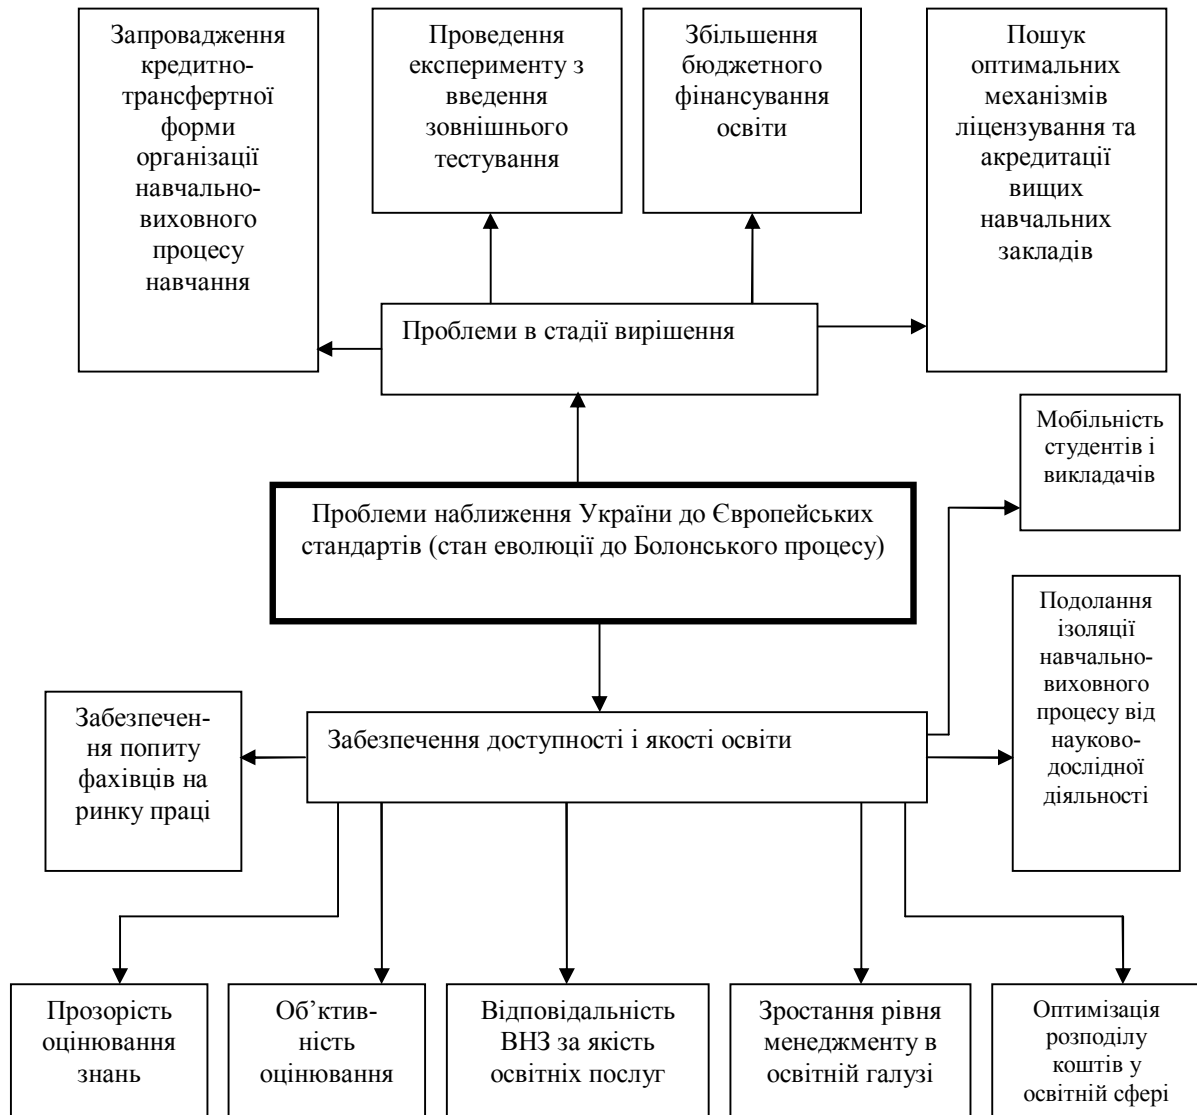 Запровадження
кредитно-
трансфертної
форми
організації
навчально-
виховного
процесу
навчання
Проведення
експерименту з
введення
зовнішнього
тестування
Збільшення
бюджетного
фінансування
освіти
Пошук
оптимальних
механізмів
ліцензування та
акредитації
вищих
навчальних
закладів
Проблеми в стадії вирішення
Мобільність
студентів і
викладачів
Проблеми наближення України до Європейських
стандартів (стан еволюції до Болонського процесу)
Подолання
ізоляції
навчально-
виховного
процесу від
науково-
дослідної
діяльності
Забезпечен-
ня попиту
фахівців на
ринку праці
Забезпечення доступності і якості освіти
Прозорість
оцінювання
знань
Об’ктив-
ність
оцінювання
Відповідальність
ВНЗ за якість
освітніх послуг
Зростання рівня
менеджменту в
освітній галузі
Оптимізація
розподілу
коштів у
освітній сфері